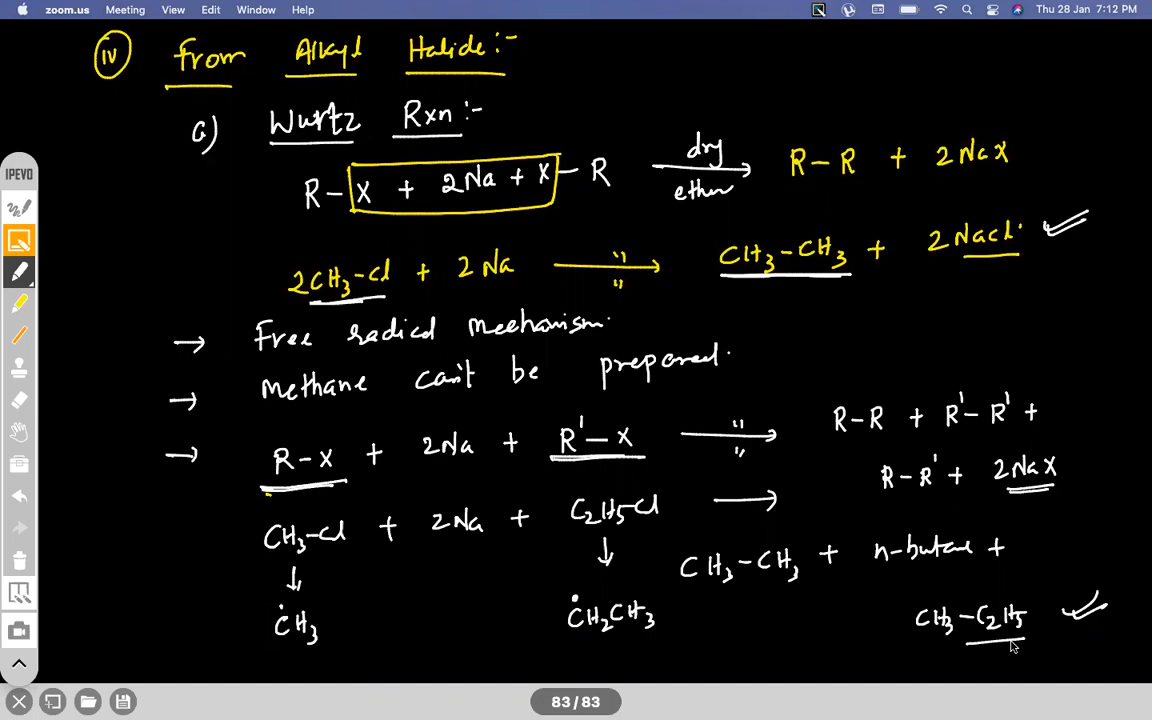 zoom.us Meeting View Edit Window Help Thu 28 Jan 7:12 PM
iv From Alkyl Halide:-
a) Wurtz Rxn:-
R-X + 2Na + X-R dry ether R-R + 2NaX
2CH3-Cl + 2Na " " CH3-CH3 + 2NaCl.
→ Free radical mechanism.
→ Methane can't be prepared.
→ R-X + 2Na + R'-X " " R-R + R'-R' +
R-R' + 2NaX
CH3-Cl + 2Na + C2H5Cl → CH3-CH3 + n-butane +
CH3-C2H5
ĊH3 ĊH2CH3
IPEVO
83/83